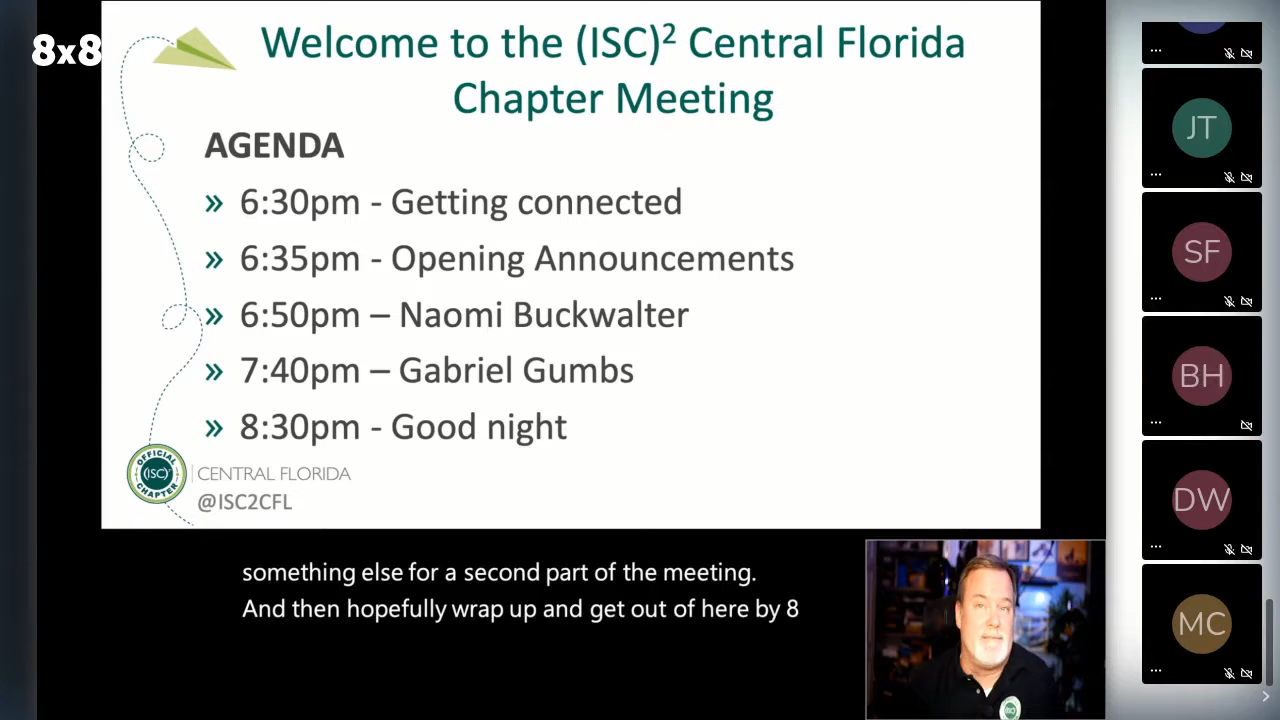 8x8
Welcome to the (ISC)² Central Florida
Chapter Meeting
AGENDA
» 6:30pm - Getting connected
» 6:35pm - Opening Announcements
» 6:50pm – Naomi Buckwalter
» 7:40pm – Gabriel Gumbs
» 8:30pm - Good night
OFFICIAL
(ISC)²
CHAPTER
CENTRAL FLORIDA
@ISC2CFL
something else for a second part of the meeting.
And then hopefully wrap up and get out of here by 8
JT
SF
BH
DW
MC